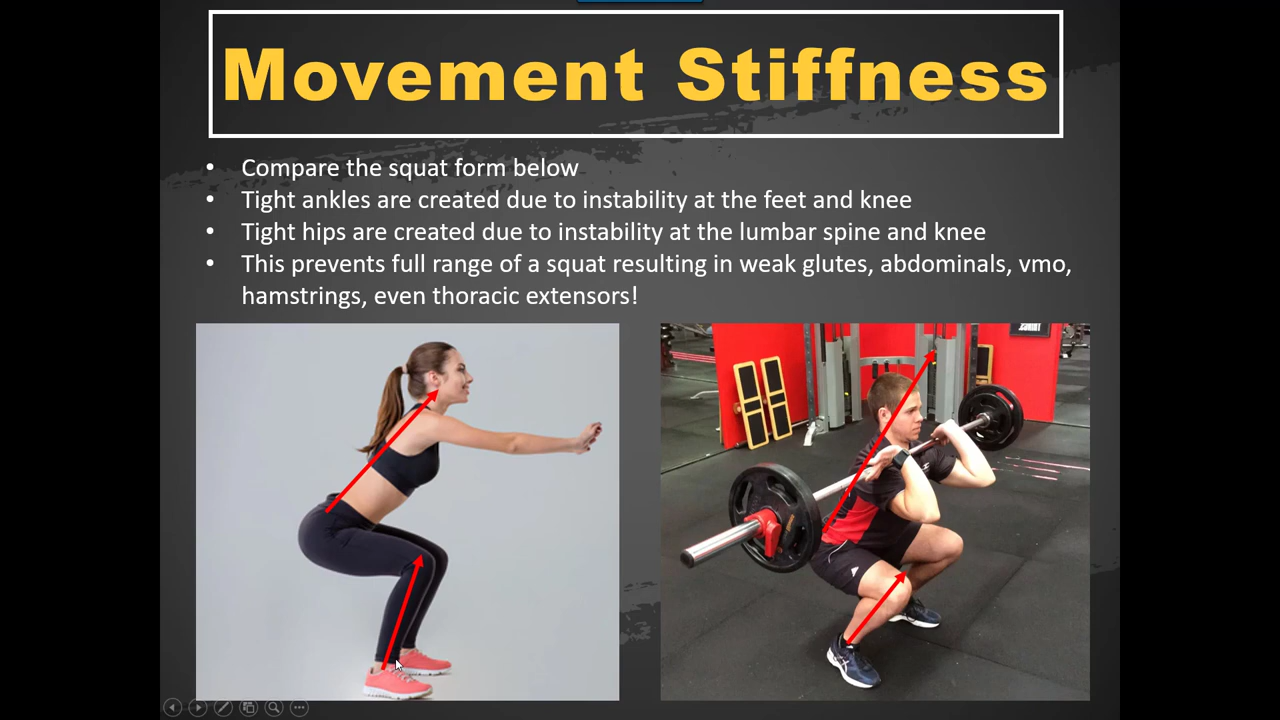 Movement Stiffness
• Compare the squat form below
• Tight ankles are created due to instability at the feet and knee
• Tight hips are created due to instability at the lumbar spine and knee
• This prevents full range of a squat resulting in weak glutes, abdominals, vmo,
hamstrings, even thoracic extensors!